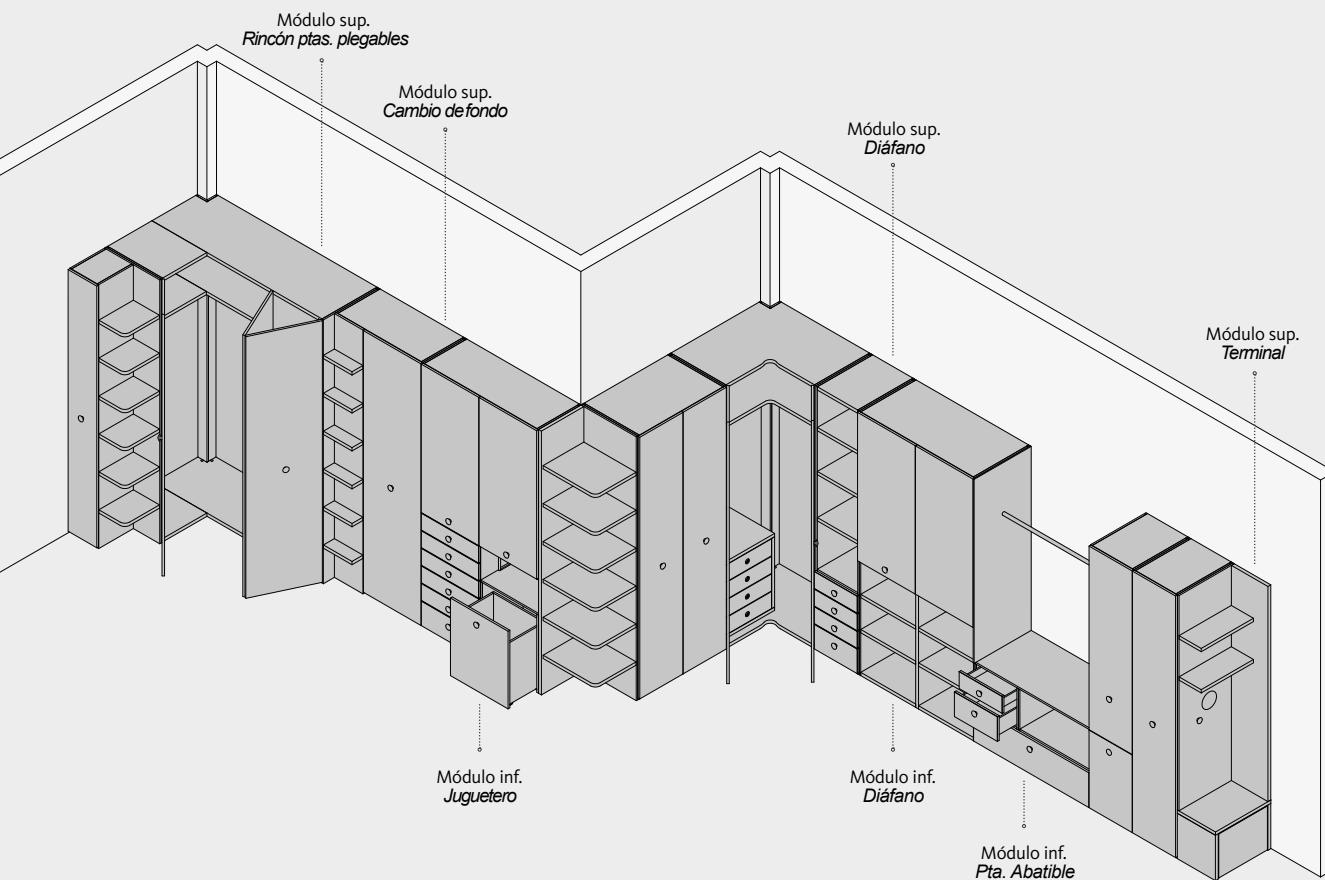 Módulo sup.
Rincón ptas. plegables
Módulo sup.
Cambio de fondo
Módulo sup.
Diáfano
Módulo sup.
Terminal
Módulo inf.
Juguetero
Módulo inf.
Diáfano
Módulo inf.
Pta. Abatible